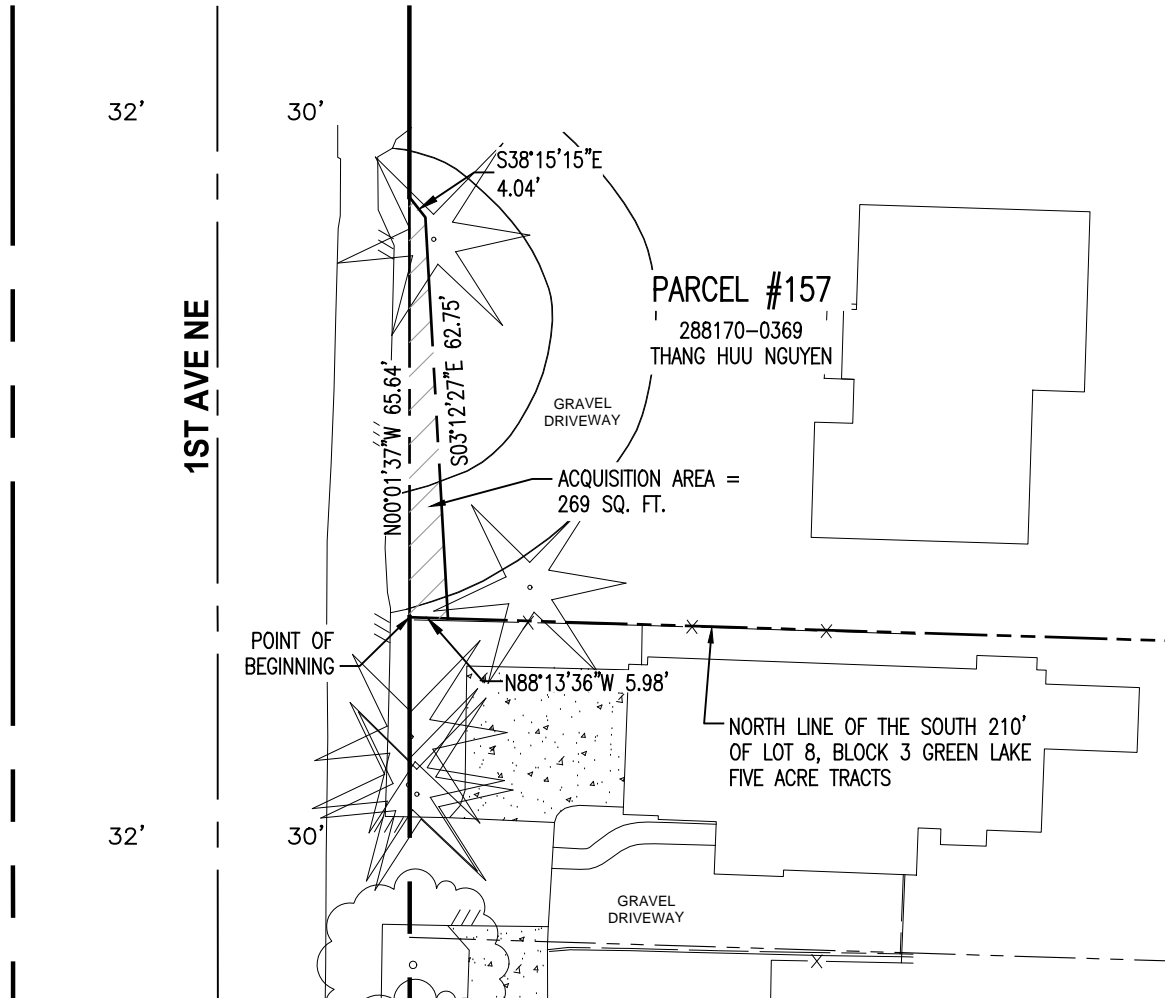 32'
30'
S38°15'15"E
4.04'
PARCEL #157
288170-0369
THANG HUU NGUYEN
1ST AVE NE
N00°01'37"W 65.64'
S03°12'27"E 62.75'
GRAVEL
DRIVEWAY
ACQUISITION AREA =
269 SQ. FT.
POINT OF
BEGINNING
N88°13'36"W 5.98'
NORTH LINE OF THE SOUTH 210'
OF LOT 8, BLOCK 3 GREEN LAKE
FIVE ACRE TRACTS
32'
30'
GRAVEL
DRIVEWAY